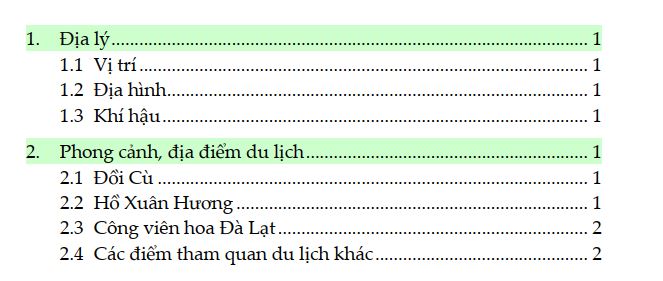 1. Địa lý.......................................................................................................... 1
1.1 Vị trí.................................................................................................... 1
1.2 Địa hình.............................................................................................. 1
1.3 Khí hậu............................................................................................... 1
2. Phong cảnh, địa điểm du lịch............................................................... 1
2.1 Đồi Cù ................................................................................................ 1
2.2 Hồ Xuân Hương ............................................................................... 1
2.3 Công viên hoa Đà Lạt...................................................................... 2
2.4 Các điểm tham quan du lịch khác................................................ 2